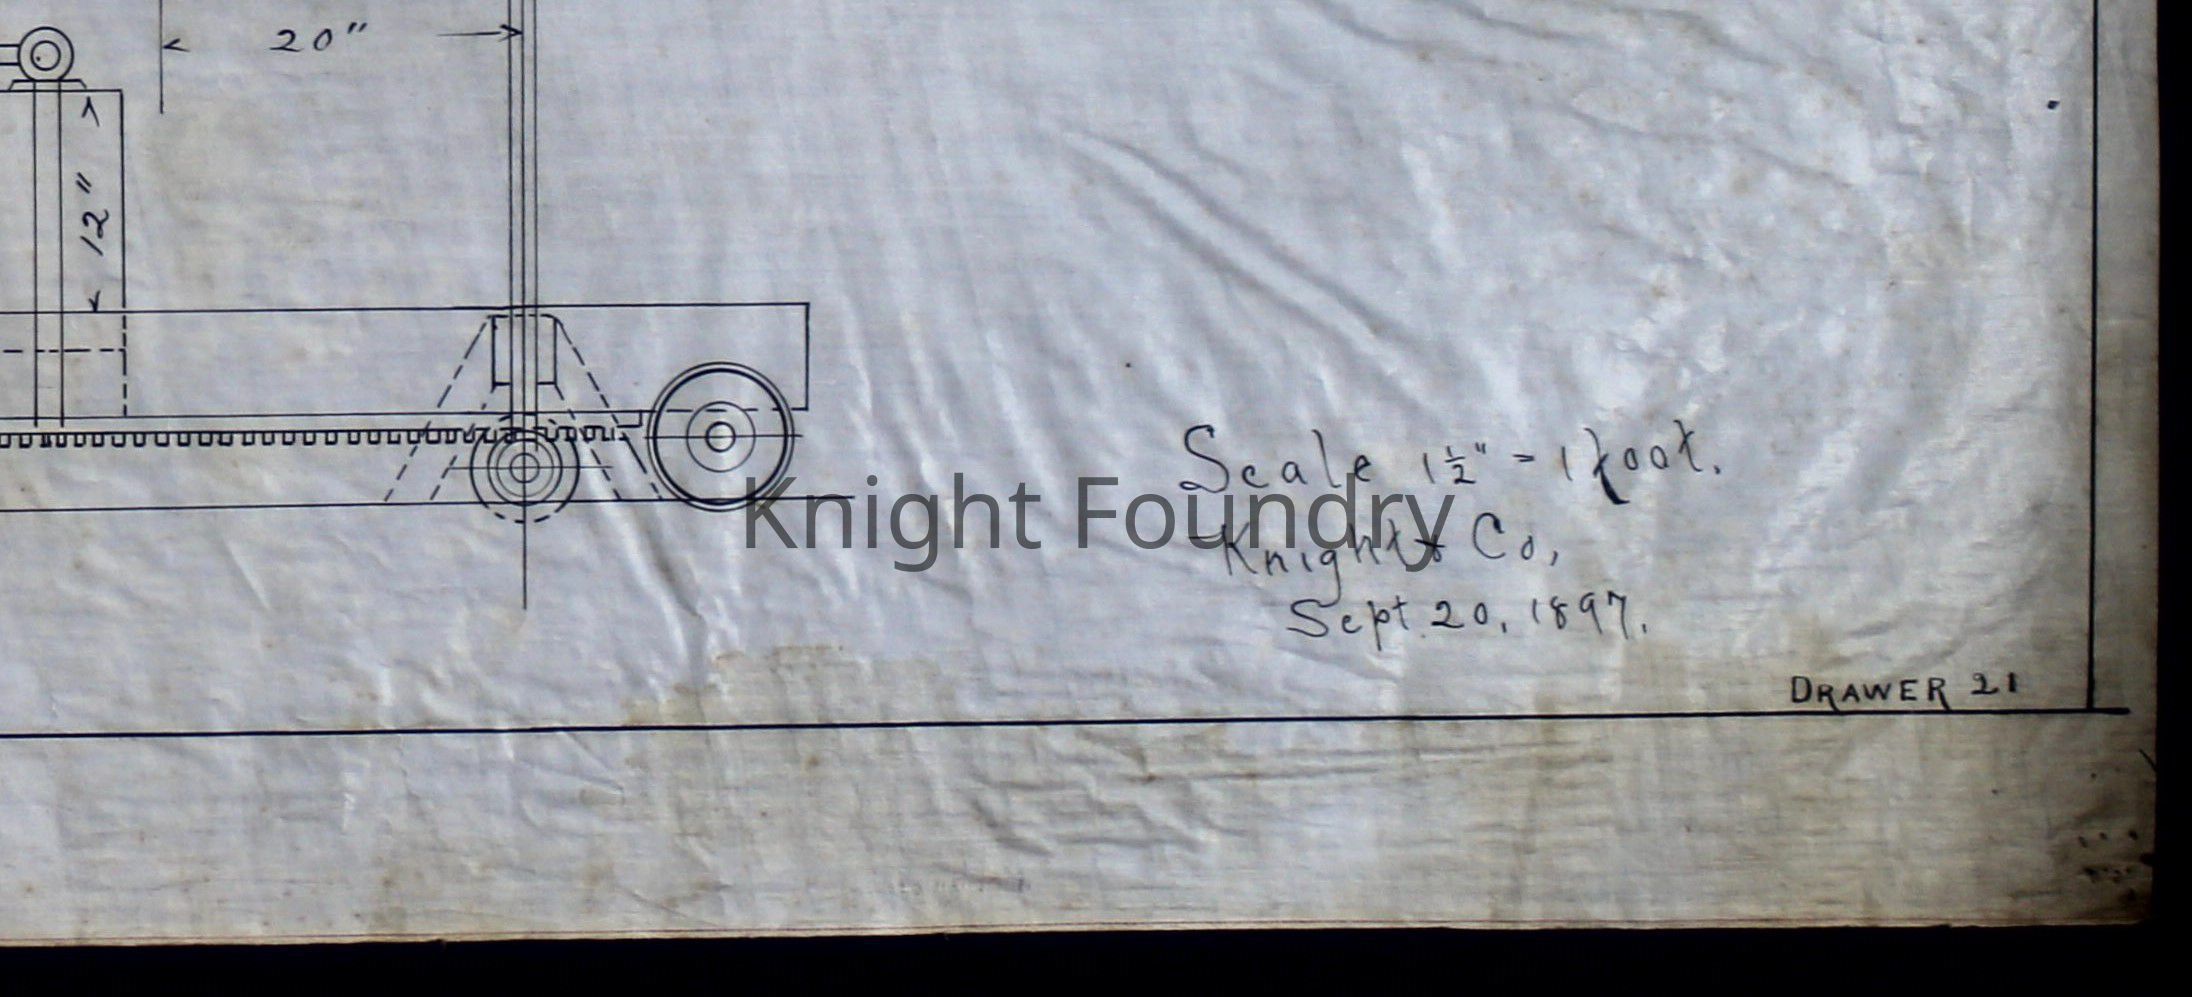 20"
12"
Scale 1½" = 1 foot.
Knight Foundry
Knight & Co,
Sept. 20, 1897.
DRAWER 21